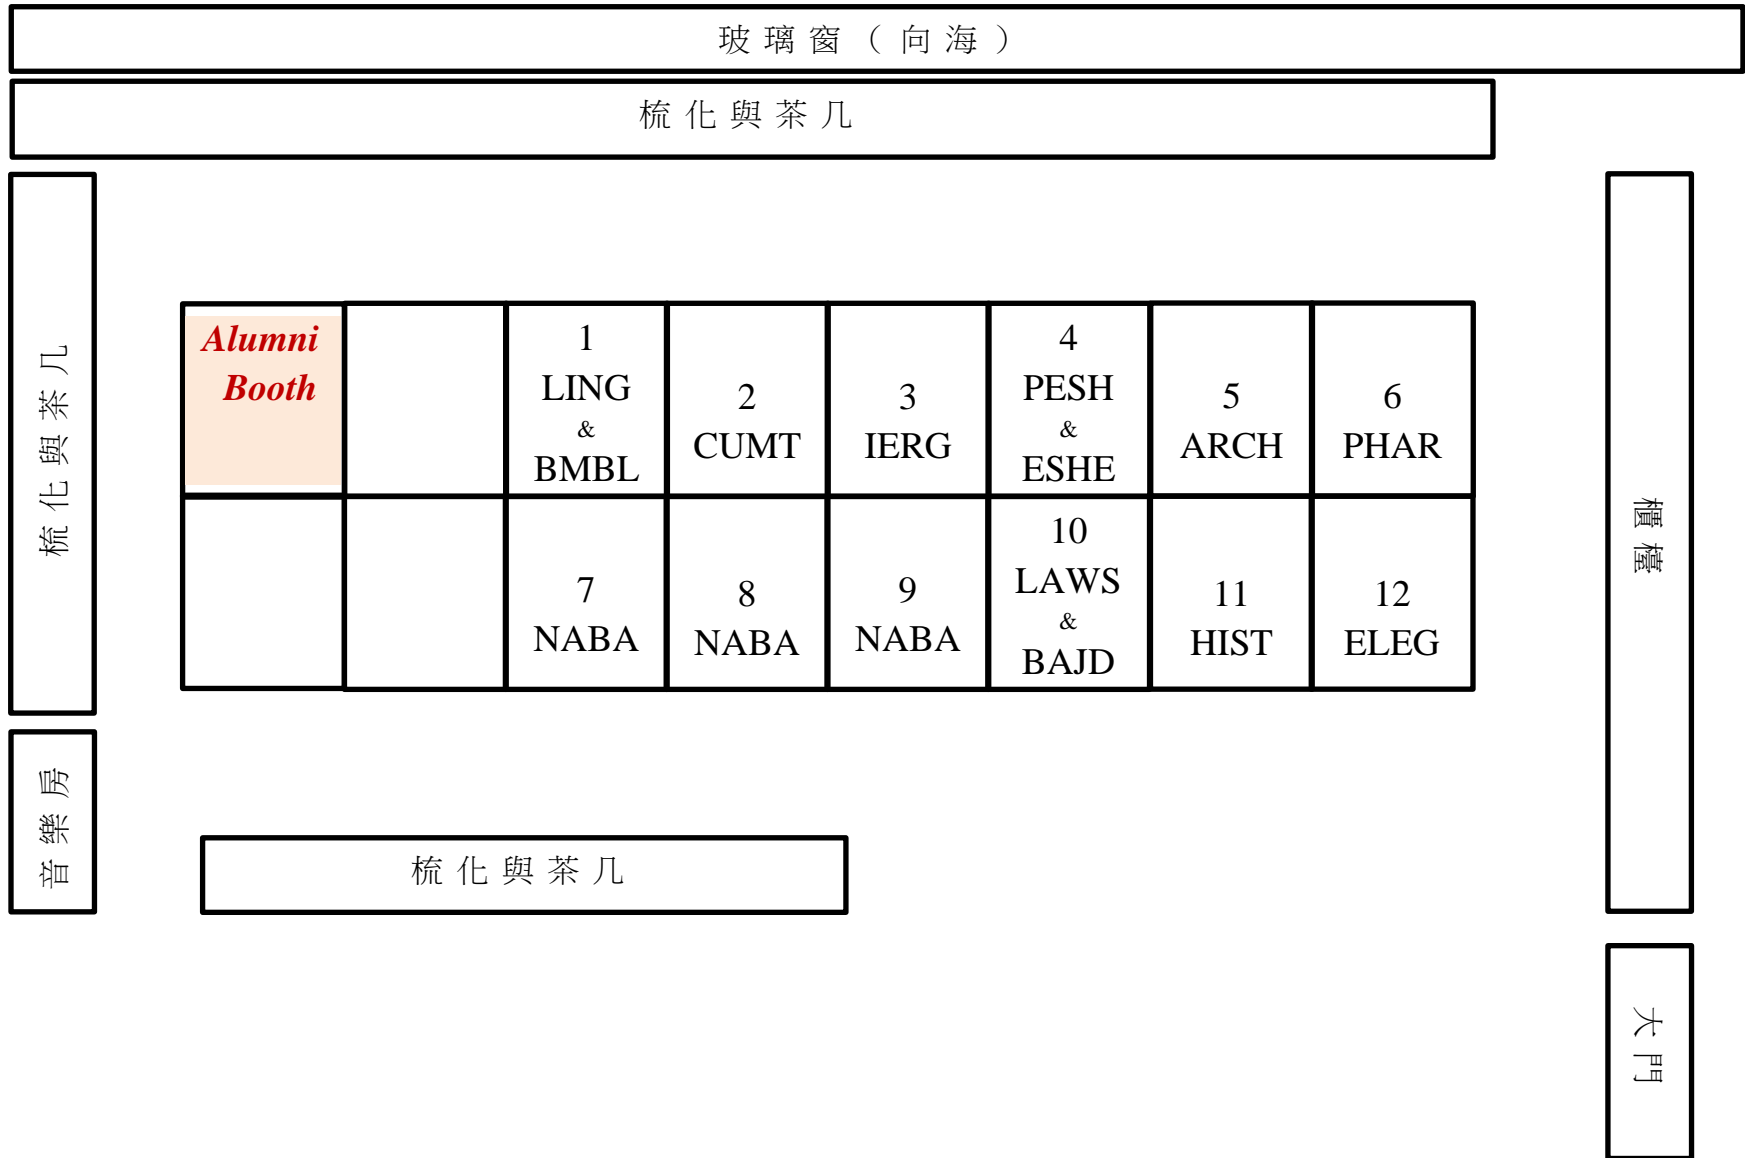 玻璃窗（向海）
梳化與茶几
梳化與茶几
Alumni
Booth
1
LING
&
BMBL
2
CUMT
3
IERG
4
PESH
&
ESHE
5
ARCH
6
PHAR
7
NABA
8
NABA
9
NABA
10
LAWS
&
BAJD
11
HIST
12
ELEG
櫃檯
音樂房
梳化與茶几
大門